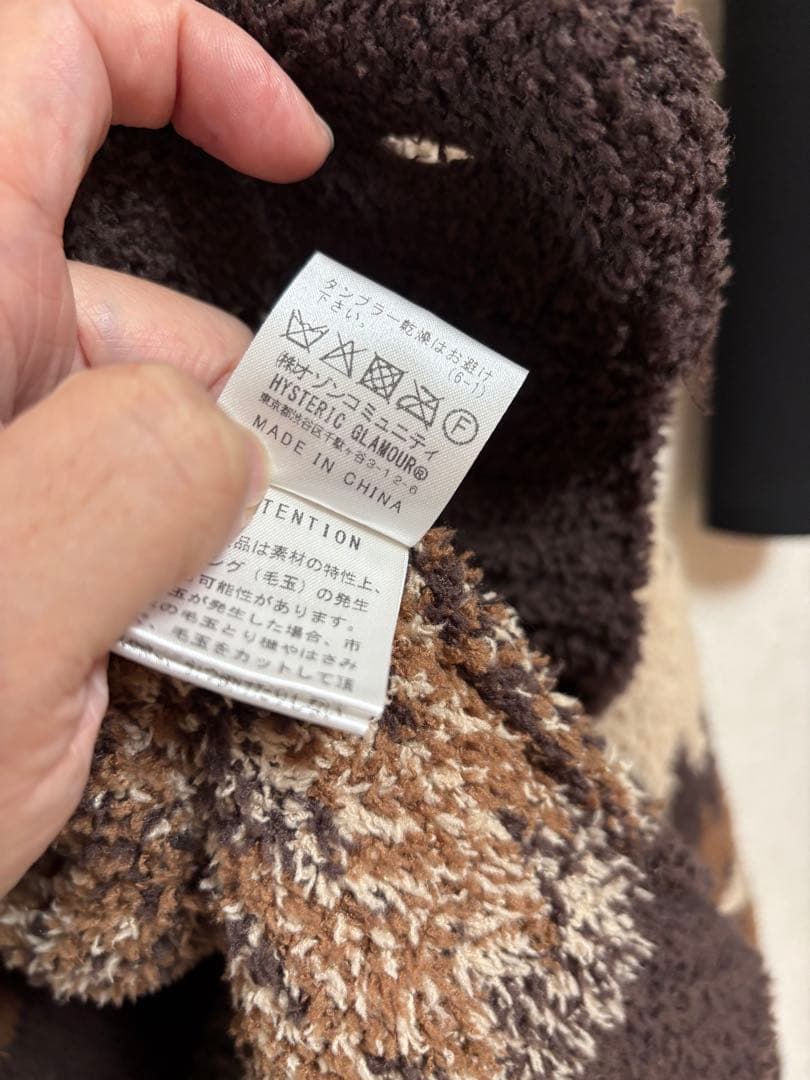 タンブラー乾燥はお避け
下さい。
(6-1)
F
㈱オゾンコミュニティ
HYSTERIC GLAMOUR®
東京都渋谷区千駄ヶ谷3-12-6
MADE IN CHINA
TENTION
品は素材の特性上、
ング(毛玉)の発生
可能性があります。
玉が発生した場合、市
の毛玉とり機やはさみ
、毛玉をカットして頂